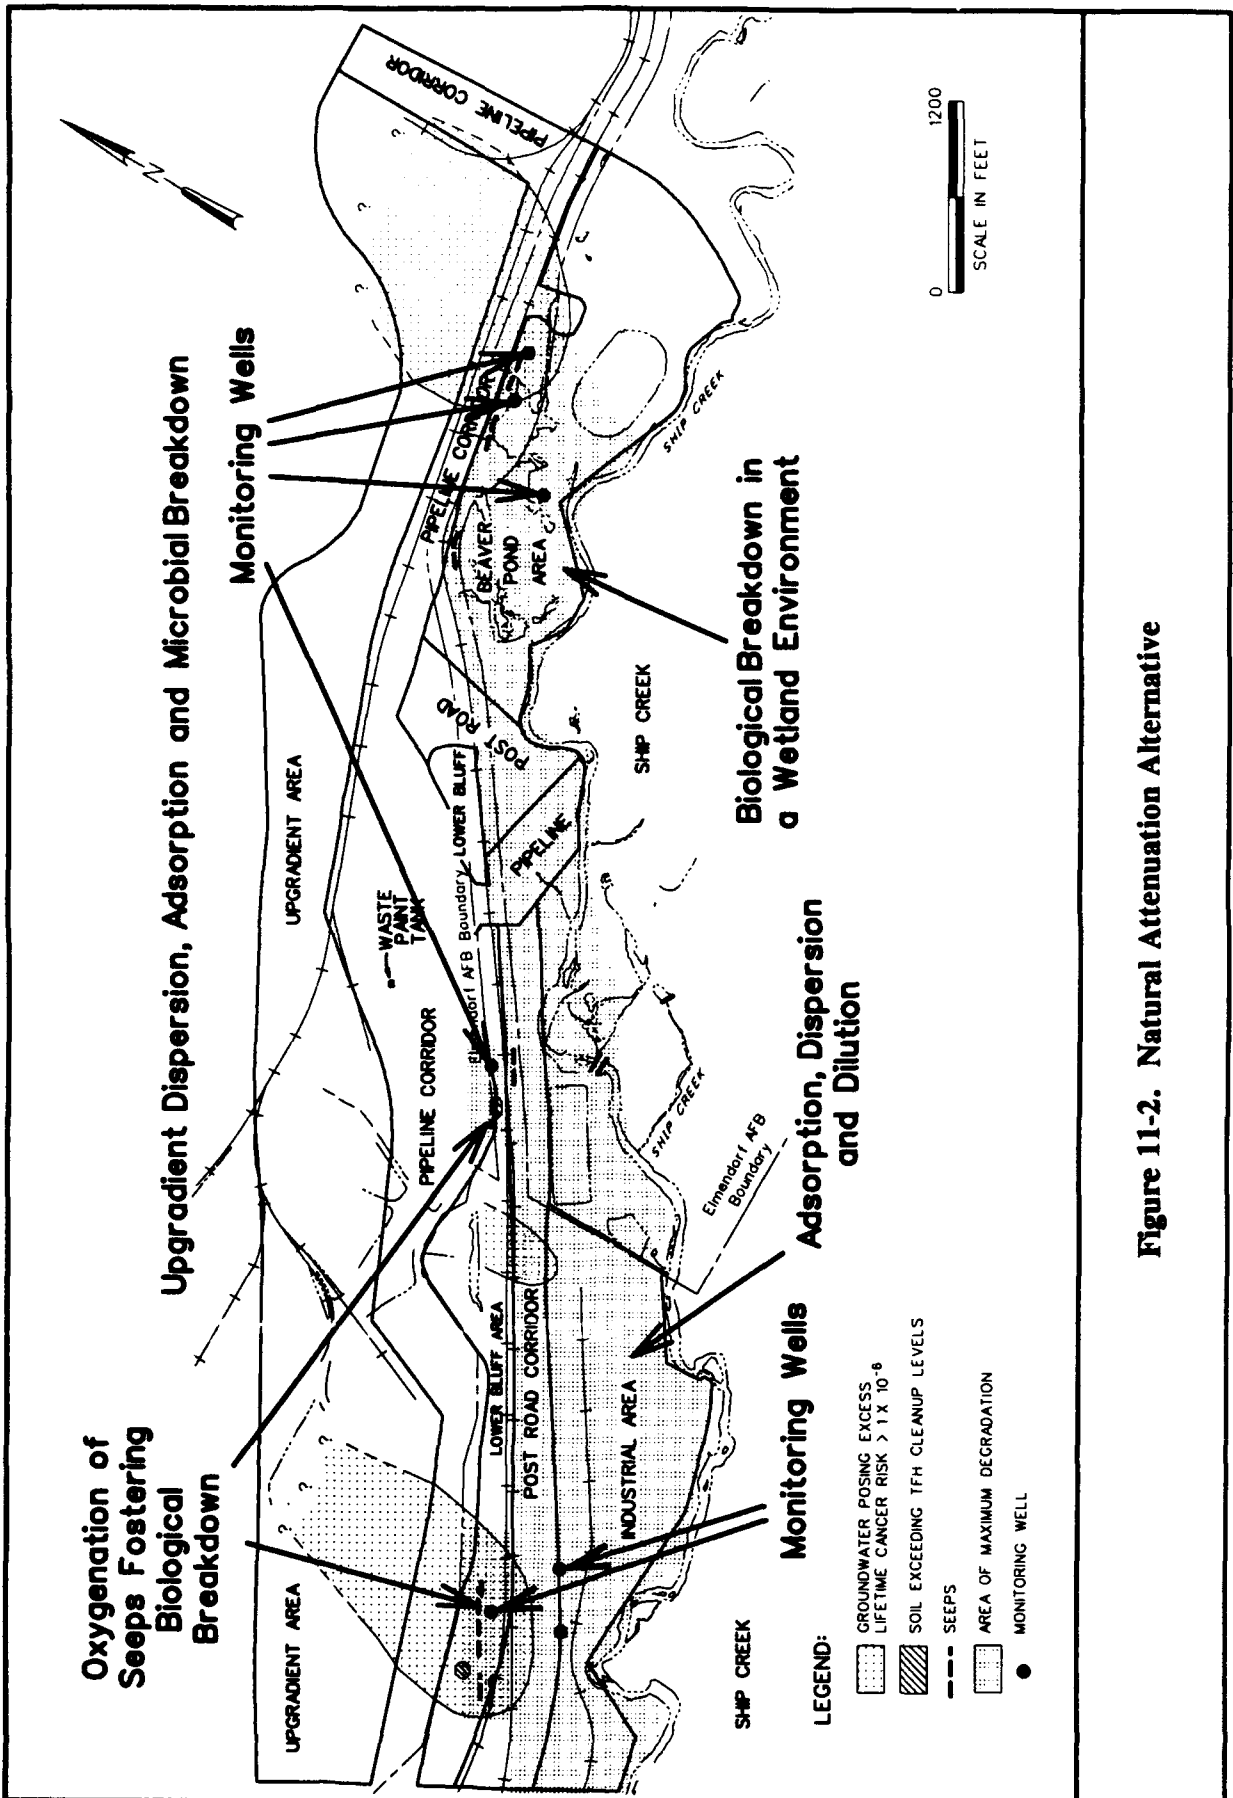 Oxygenation of
Seeps Fostering
Biological
Breakdown
Upgradient Dispersion, Adsorption and Microbial Breakdown
Monitoring Wells
N
PIPELINE CORRIDOR
PIPELINE CORRIDOR
UPGRADIENT AREA
UPGRADIENT AREA
?
?
?
?
?
?
WASTE
PAINT
TANK
PIPELINE CORRIDOR
PIPELINE CORRIDOR
Elmendorf AFB Boundary
LOWER BLUFF
LOWER BLUFF AREA
POST ROAD CORRIDOR
POST ROAD
PIPELINE
BEAVER
POND
AREA
INDUSTRIAL AREA
SHIP CREEK
SHIP CREEK
SHIP CREEK
SHIP CREEK
Elmendorf AFB
Boundary
Biological Breakdown in
a Wetland Environment
Adsorption, Dispersion
and Dilution
Monitoring Wells
0 1200
SCALE IN FEET
LEGEND:
GROUNDWATER POSING EXCESS
LIFETIME CANCER RISK > 1 X 10⁻⁶
SOIL EXCEEDING TFH CLEANUP LEVELS
SEEPS
AREA OF MAXIMUM DEGRADATION
MONITORING WELL
Figure 11-2. Natural Attenuation Alternative